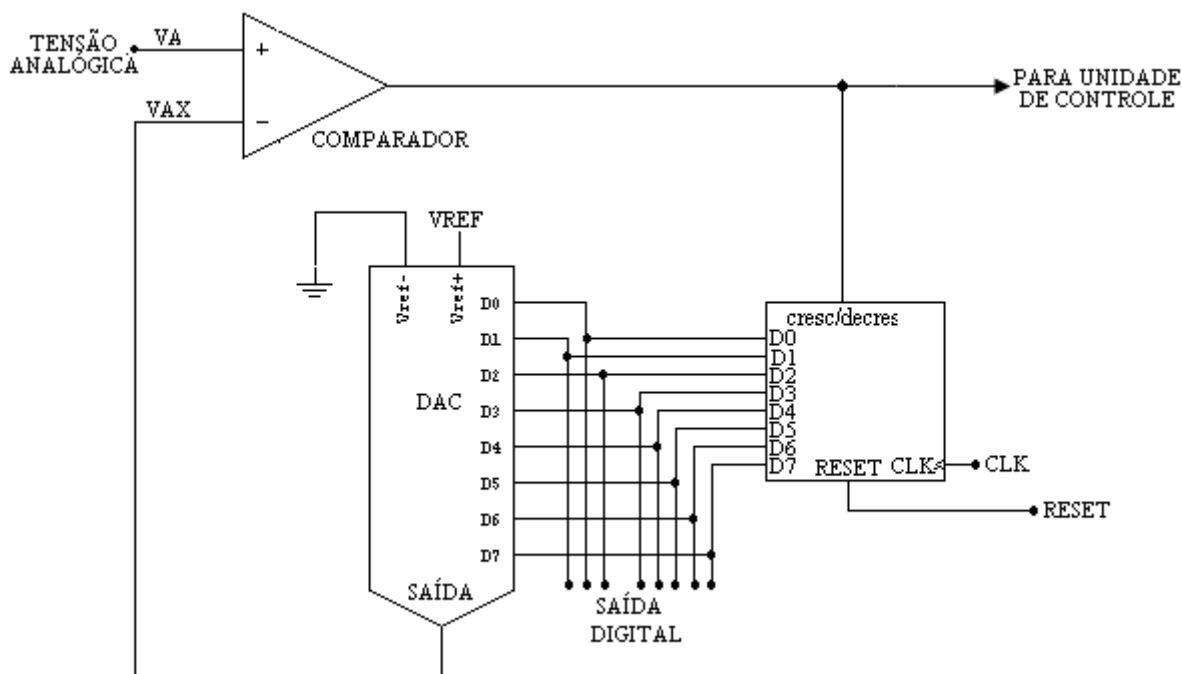 TENSÃO
ANALÓGICA
VA
+
VAX
−
COMPARADOR
PARA UNIDADE
DE CONTROLE
VREF
Vref-
Vref+
D0
D1
D2
D3
D4
D5
D6
D7
DAC
SAÍDA
cresc/decres
D0
D1
D2
D3
D4
D5
D6
D7
RESET
CLK
CLK
RESET
SAÍDA
DIGITAL